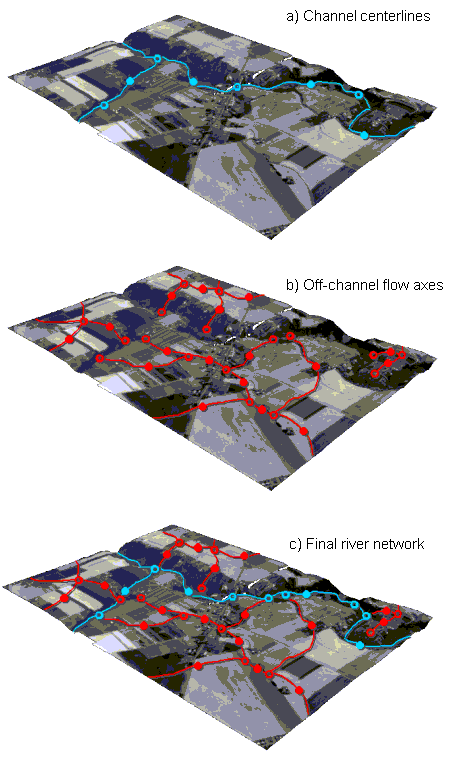 a) Channel centerlines
b) Off-channel flow axes
c) Final river network